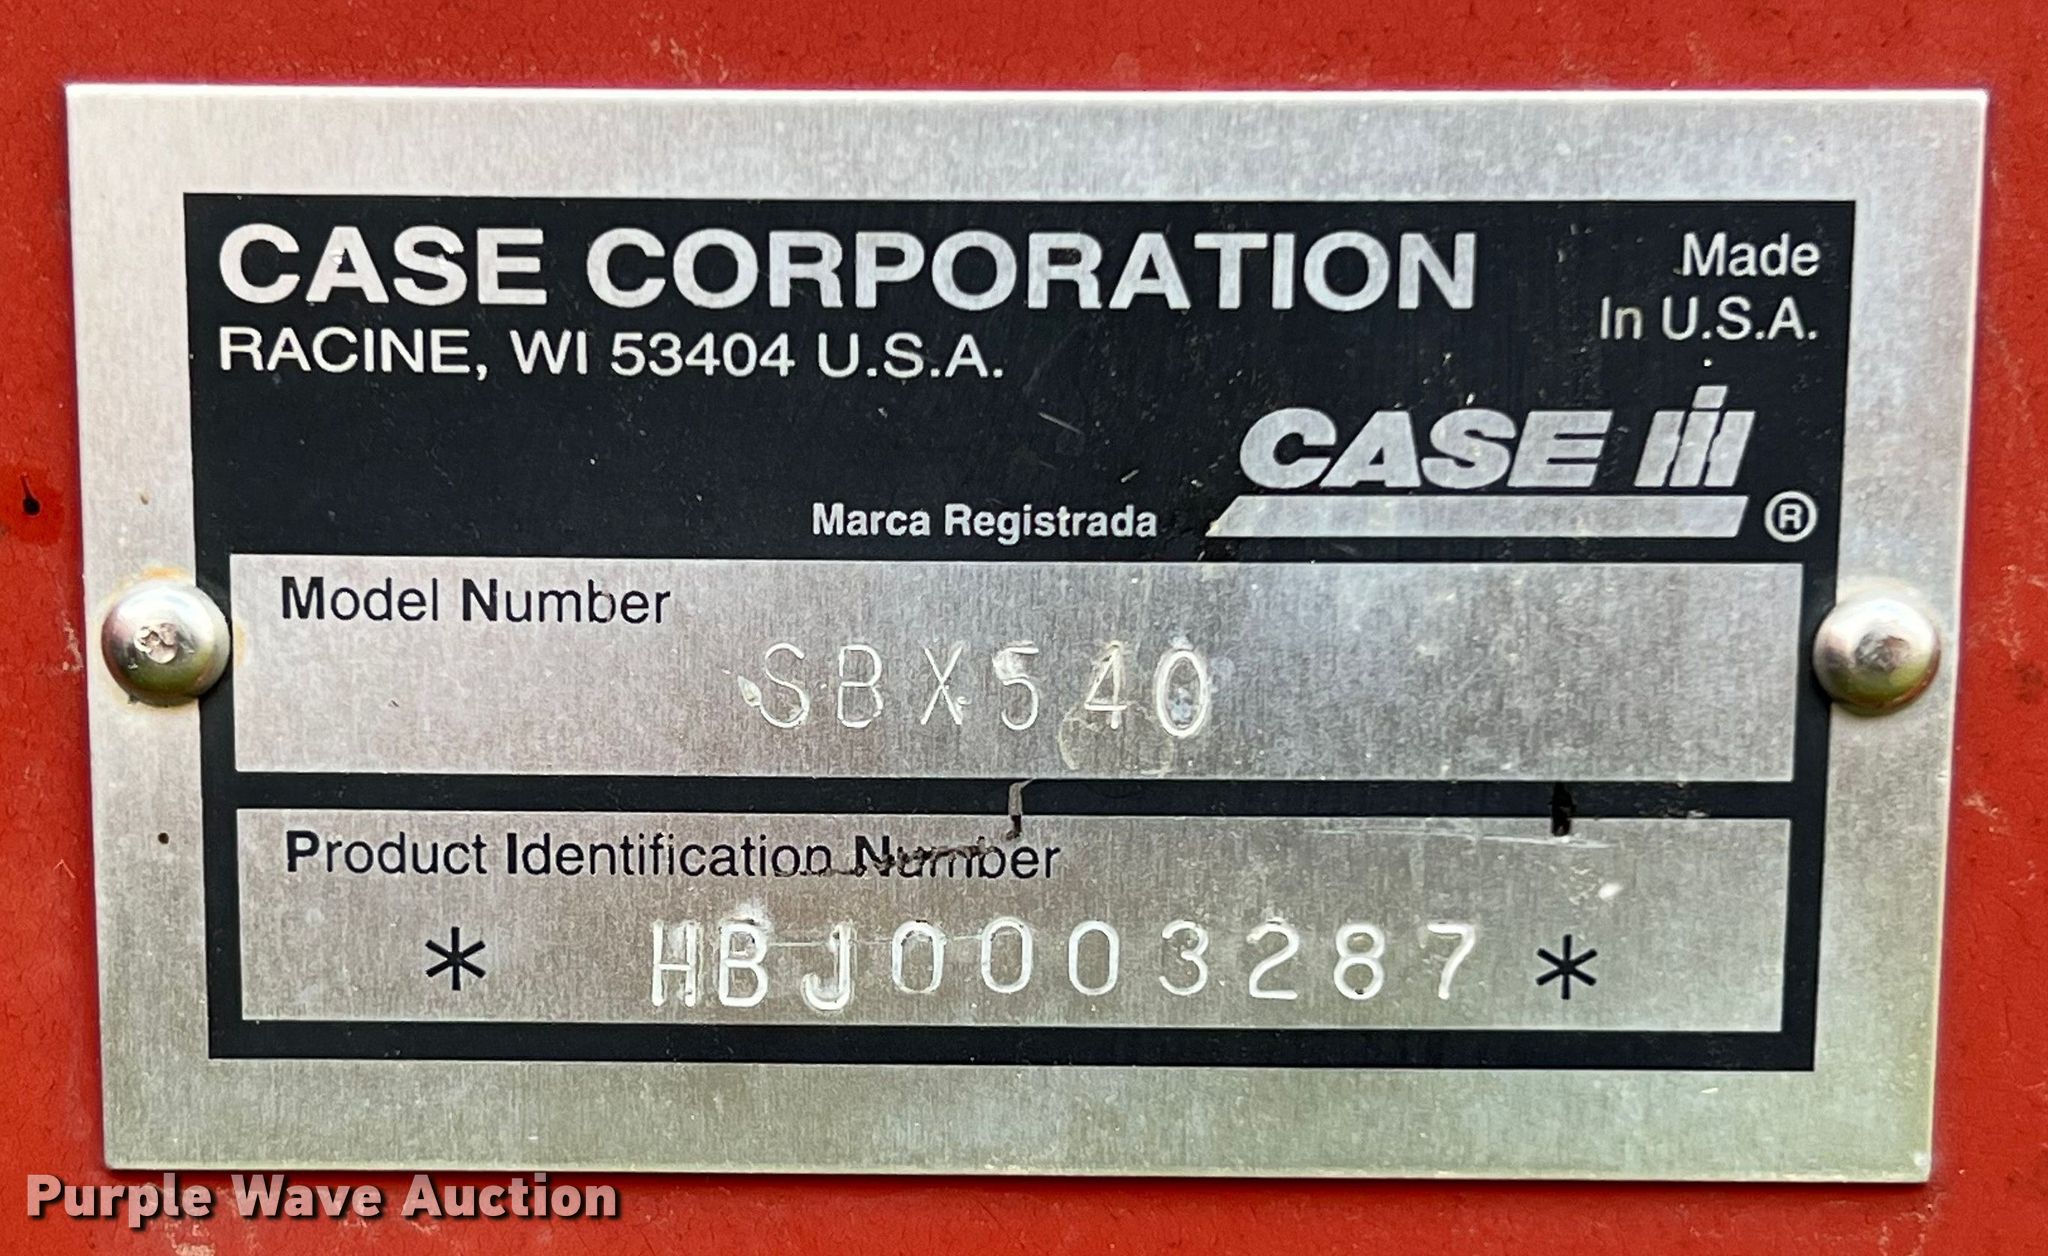 CASE CORPORATION
RACINE, WI 53404 U.S.A.
Made
In U.S.A.
CASE IH
Marca Registrada ®
Model Number
SBX540
Product Identification Number
* HBJ0003287 *
Purple Wave Auction